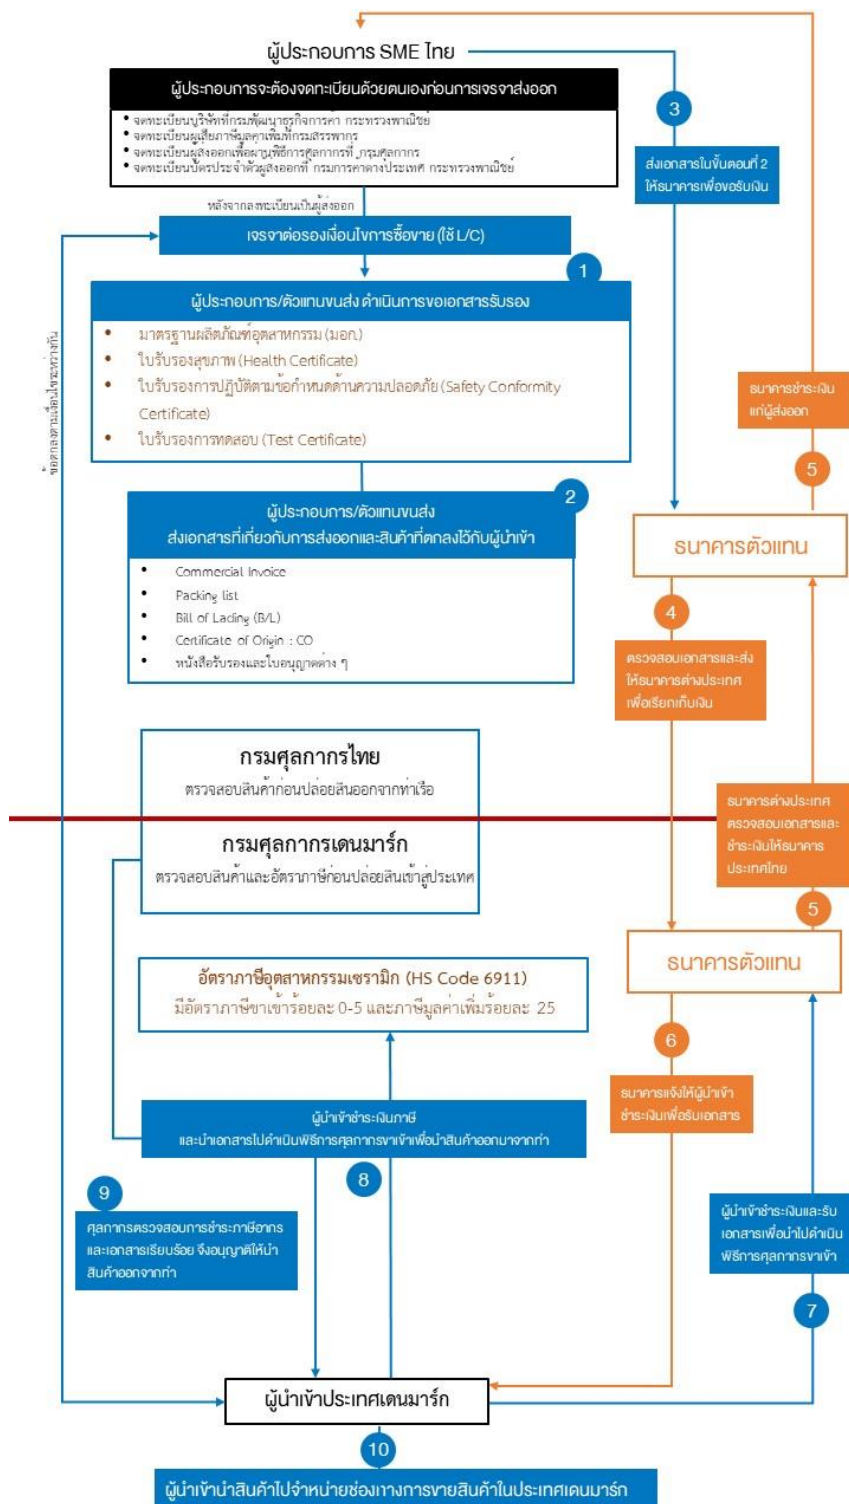 ผู้ประกอบการ SME ไทย
ผู้ประกอบการจะต้องจดทะเบียนด้วยตนเองก่อนการเจรจาส่งออก
• จดทะเบียนบริษัทที่กรมพัฒนาธุรกิจการค้า กระทรวงพาณิชย์
• จดทะเบียนผู้เสียภาษีมูลค่าเพิ่มที่กรมสรรพากร
• จดทะเบียนผู้ส่งออกเพื่อผ่านพิธีการศุลกากรที่ กรมศุลกากร
• จดทะเบียนบัตรประจำตัวผู้ส่งออกที่ กรมการค้าต่างประเทศ กระทรวงพาณิชย์
3
ส่งเอกสารในขั้นตอนที่ 2
ให้ธนาคารเพื่อขอรับเงิน
หลังจากลงทะเบียนเป็นผู้ส่งออก
เจรจาต่อรองเงื่อนไขการซื้อขาย (ใช้ L/C)
1
ผู้ประกอบการ/ตัวแทนขนส่ง ดำเนินการขอเอกสารรับรอง
• มาตรฐานผลิตภัณฑ์อุตสาหกรรม (มอก.)
• ใบรับรองสุขภาพ (Health Certificate)
• ใบรับรองการปฏิบัติตามข้อกำหนดด้านความปลอดภัย (Safety Conformity
Certificate)
• ใบรับรองการทดสอบ (Test Certificate)
ข้อตกลงตามเงื่อนไขระหว่างกัน
ธนาคารชำระเงิน
แก่ผู้ส่งออก
5
2
ผู้ประกอบการ/ตัวแทนขนส่ง
ส่งเอกสารที่เกี่ยวกับการส่งออกและสินค้าที่ตกลงไว้กับผู้นำเข้า
• Commercial Invoice
• Packing list
• Bill of Lading (B/L)
• Certificate of Origin : CO
• หนังสือรับรองและใบอนุญาตต่าง ๆ
ธนาคารตัวแทน
4
ตรวจสอบเอกสารและส่ง
ให้ธนาคารต่างประเทศ
เพื่อเรียกเก็บเงิน
กรมศุลกากรไทย
ตรวจสอบสินค้าก่อนปล่อยสินออกจากท่าเรือ
กรมศุลกากรเดนมาร์ก
ตรวจสอบสินค้าและอัตราภาษีก่อนปล่อยสินเข้าสู่ประเทศ
ธนาคารต่างประเทศ
ตรวจสอบเอกสารและ
ชำระเงินให้ธนาคาร
ประเทศไทย
5
ธนาคารตัวแทน
อัตราภาษีอุตสาหกรรมเซรามิก (HS Code 6911)
มีอัตราภาษีขาเข้าร้อยละ 0-5 และภาษีมูลค่าเพิ่มร้อยละ 25
6
ธนาคารแจ้งให้ผู้นำเข้า
ชำระเงินเพื่อรับเอกสาร
ผู้นำเข้าชำระเงินภาษี
และนำเอกสารไปดำเนินพิธีการศุลกากรขาเข้าเพื่อนำสินค้าออกมาจากท่า
8
9
ศุลกากรตรวจสอบการชำระภาษีอากร
และเอกสารเรียบร้อย จึงอนุญาติให้นำ
สินค้าออกจากท่า
ผู้นำเข้าชำระเงินและรับ
เอกสารเพื่อนำไปดำเนิน
พิธีการศุลกากรขาเข้า
7
ผู้นำเข้าประเทศเดนมาร์ก
10
ผู้นำเข้านำสินค้าไปจำหน่ายช่องทางการขายสินค้าในประเทศเดนมาร์ก